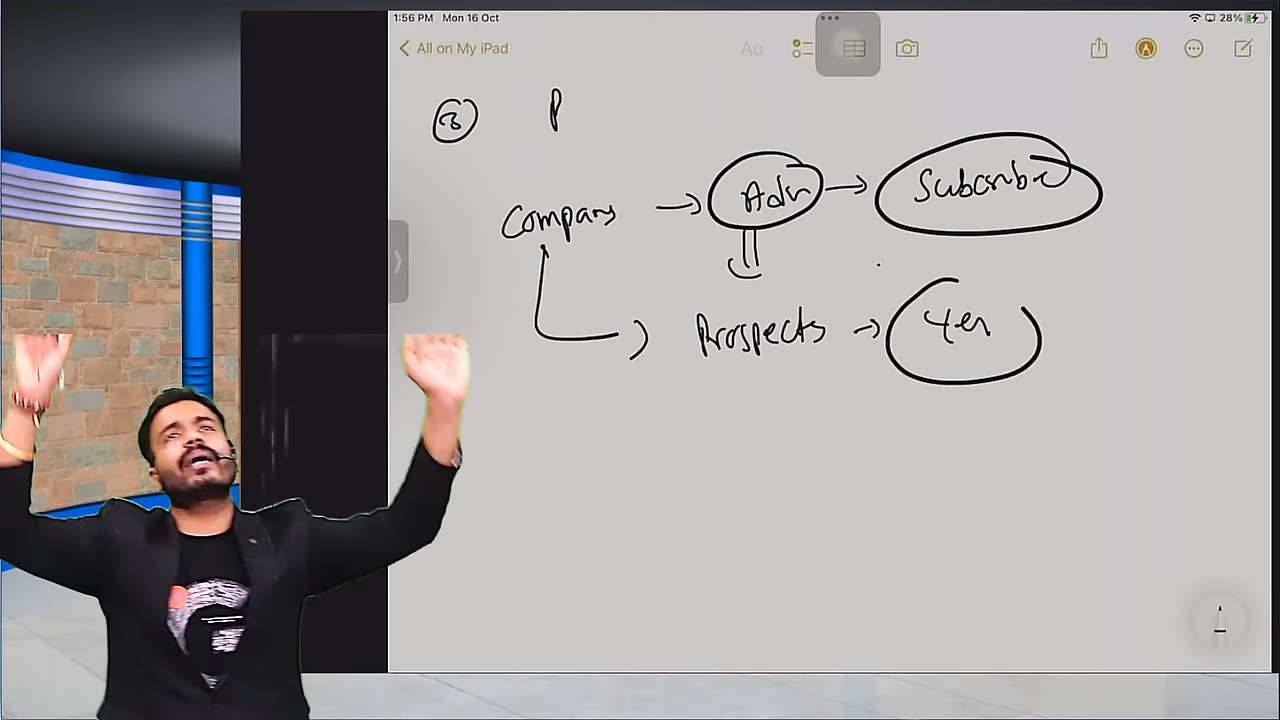 1:56 PM Mon 16 Oct
28%
All on My iPad
Aa
P
Company → Adv → Subscribe
Prospects → Yes